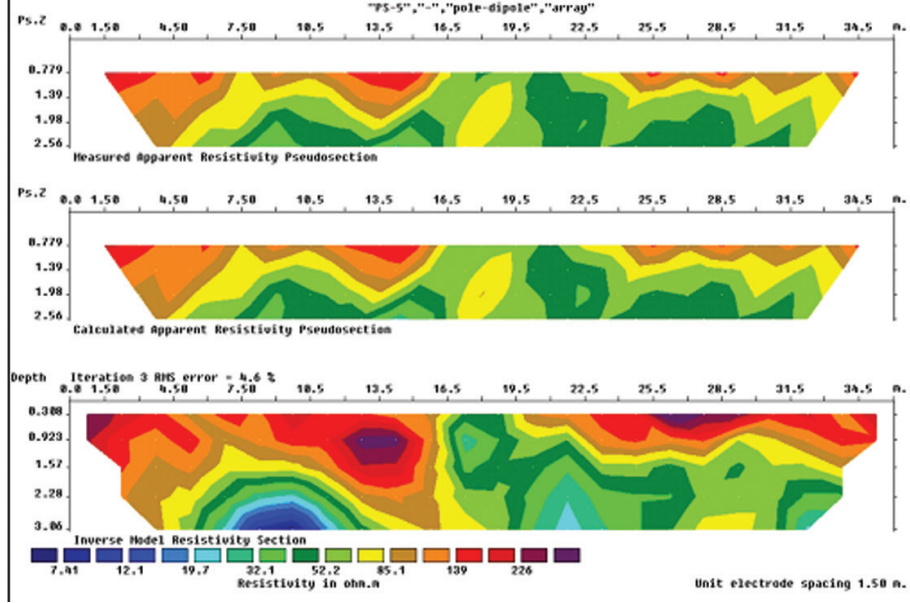 "PS-5","-","pole-dipole","array"
Ps.Z
0.0 1.50 4.50 7.50 10.5 13.5 16.5 19.5 22.5 25.5 28.5 31.5 34.5 m.
0.779
1.39
1.98
2.56
Measured Apparent Resistivity Pseudosection
Ps.Z
0.0 1.50 4.50 7.50 10.5 13.5 16.5 19.5 22.5 25.5 28.5 31.5 34.5 m.
0.779
1.39
1.98
2.56
Calculated Apparent Resistivity Pseudosection
Depth Iteration 3 RMS error = 4.6 %
0.0 1.50 4.50 7.50 10.5 13.5 16.5 19.5 22.5 25.5 28.5 31.5 34.5 m.
0.308
0.923
1.57
2.28
3.06
Inverse Model Resistivity Section
7.41 12.1 19.7 32.1 52.2 85.1 139 226
Resistivity in ohm.m Unit electrode spacing 1.50 m.